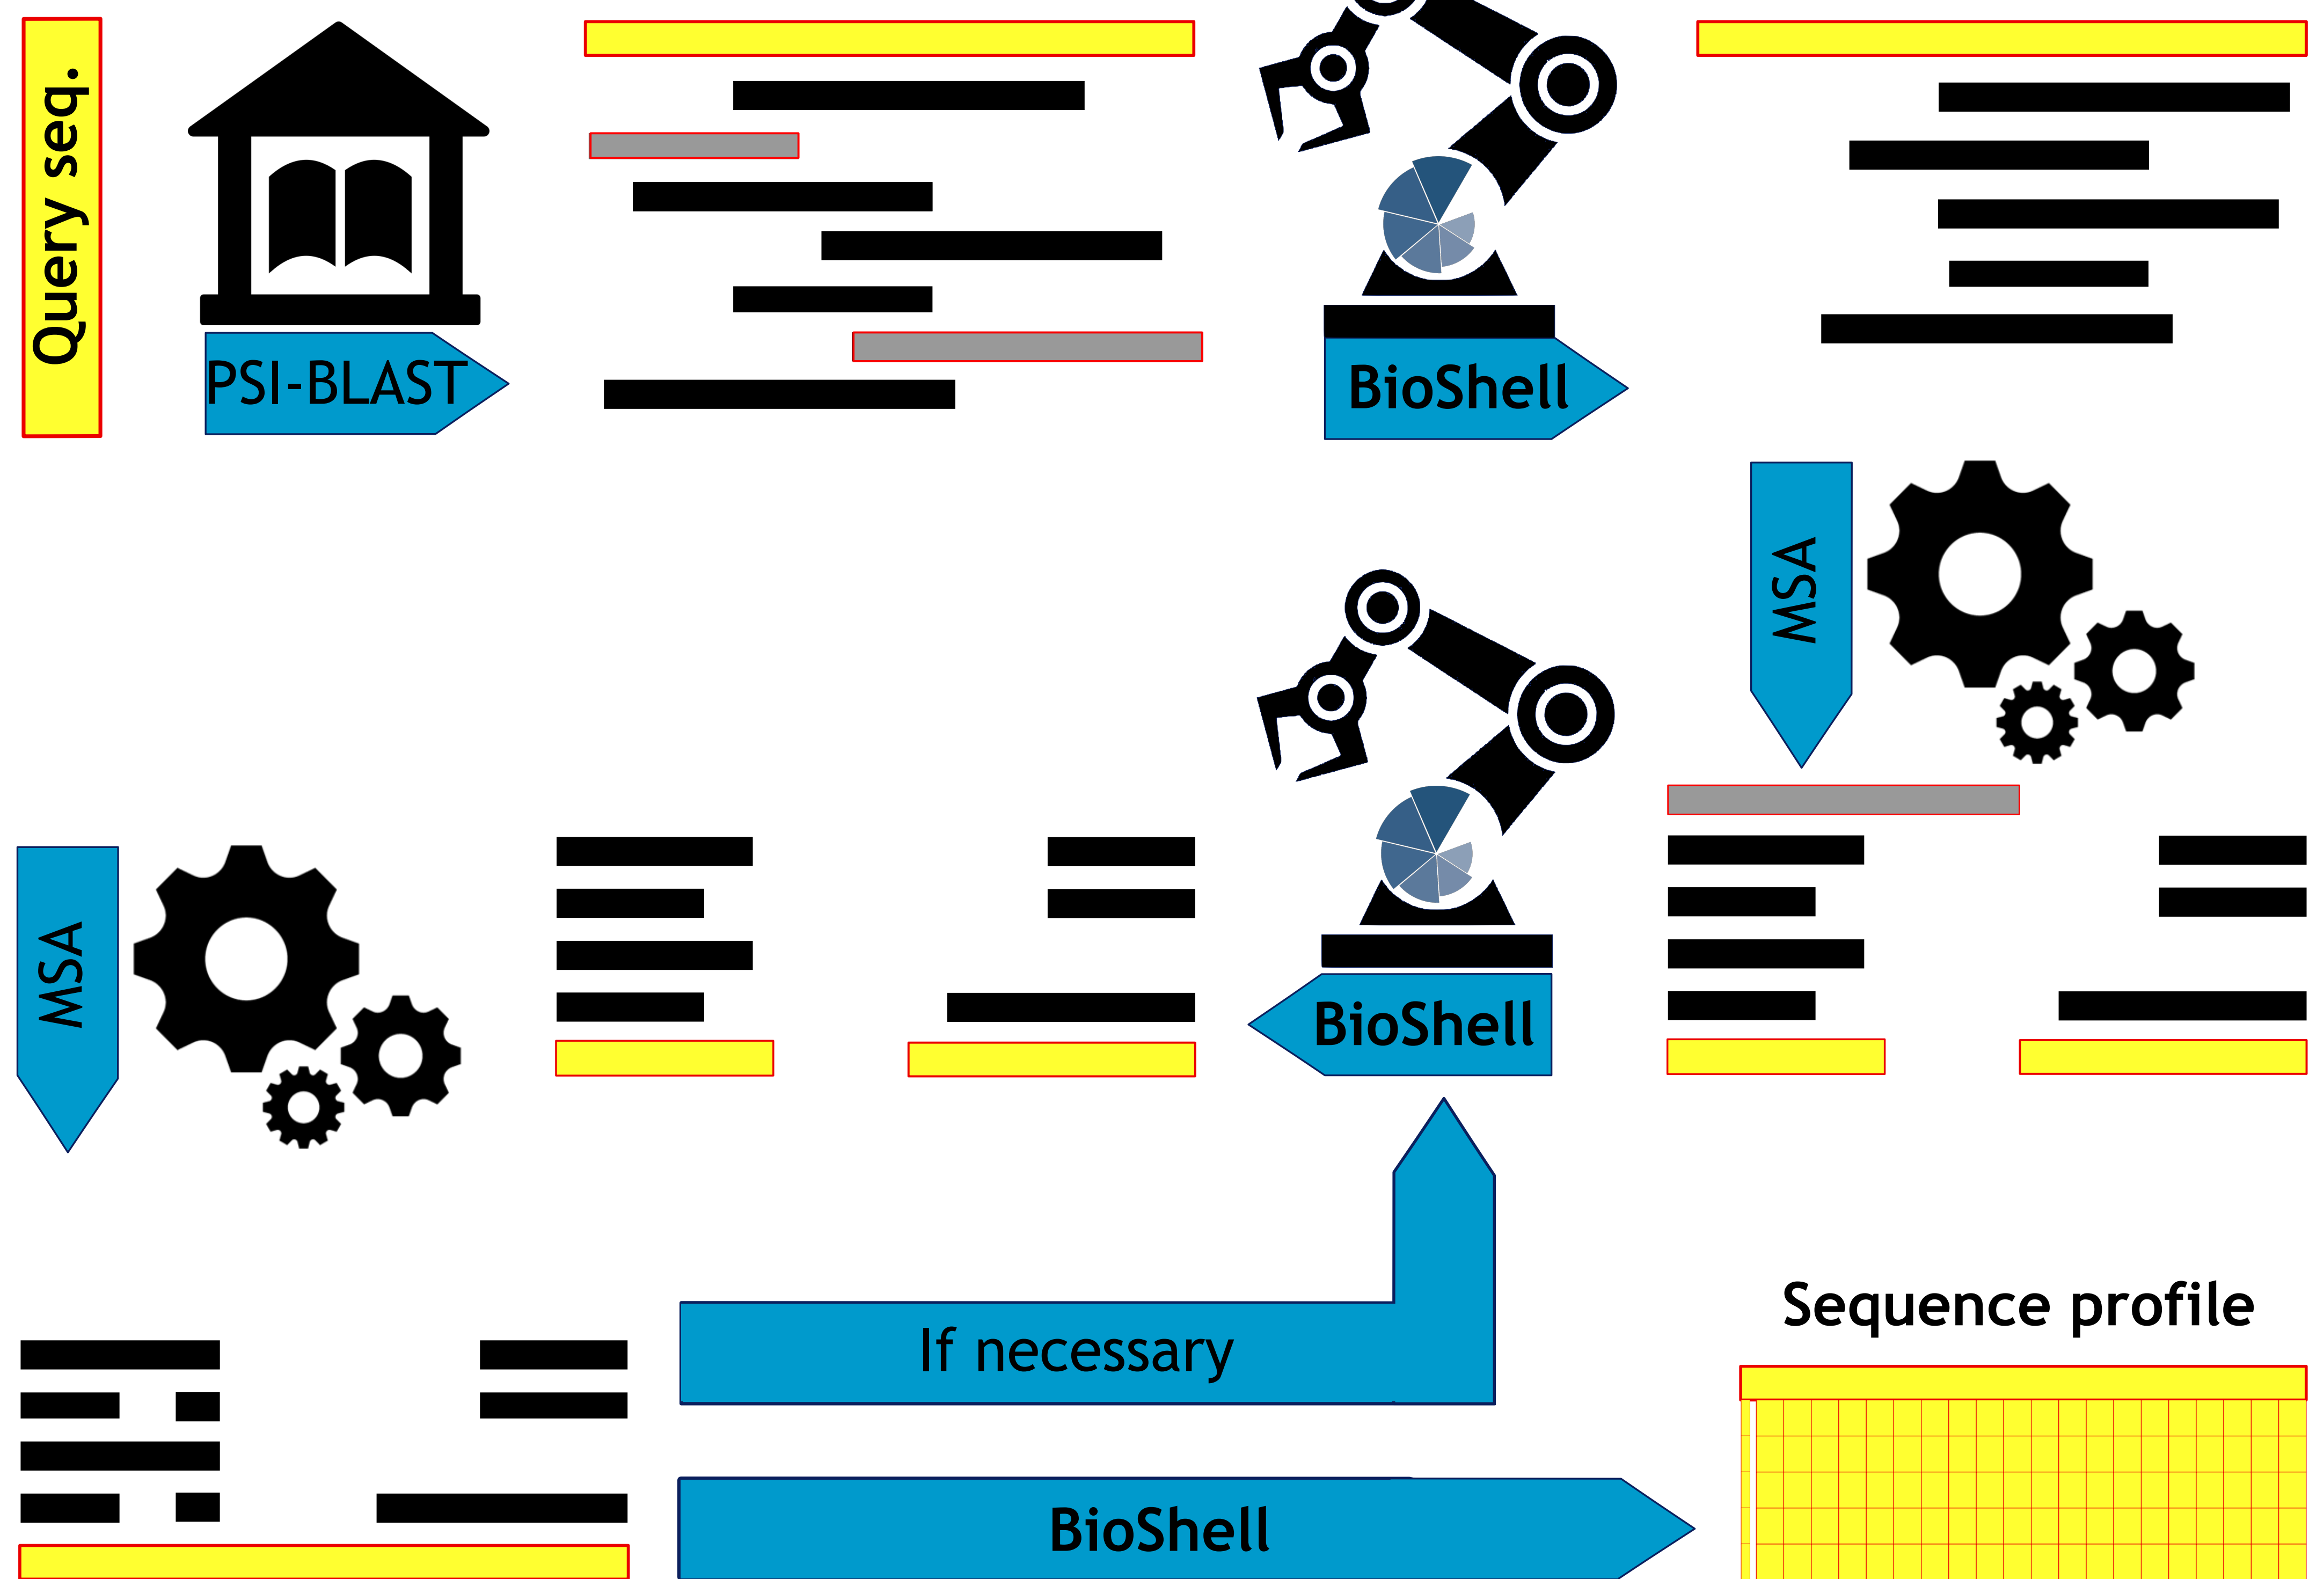 Query seq.
PSI-BLAST
BioShell
MSA
BioShell
MSA
If necessary
Sequence profile
BioShell